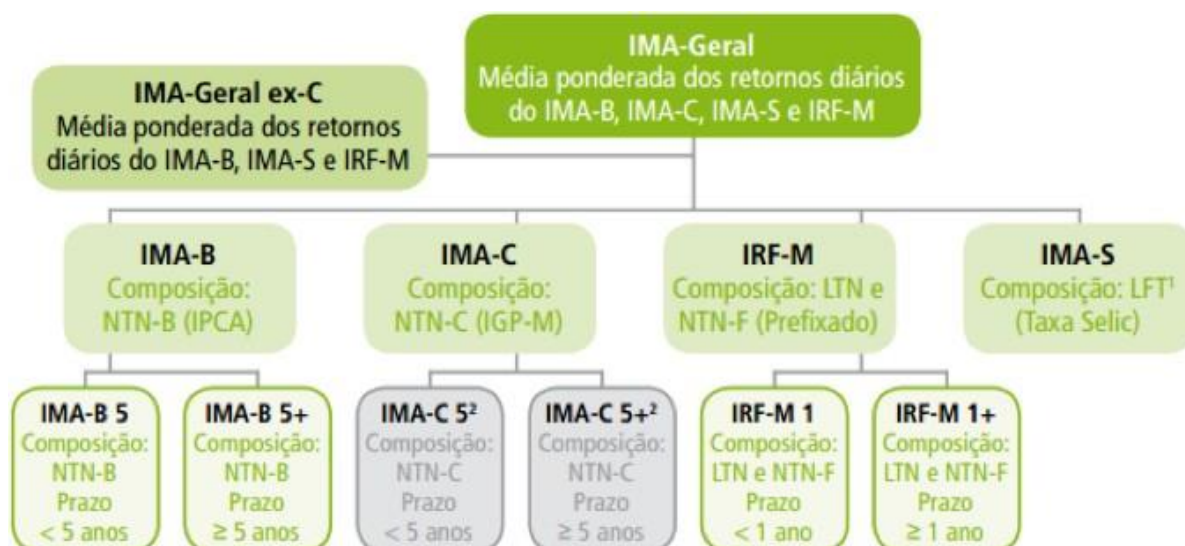 IMA-Geral
Média ponderada dos retornos diários
do IMA-B, IMA-C, IMA-S e IRF-M
IMA-Geral ex-C
Média ponderada dos retornos
diários do IMA-B, IMA-S e IRF-M
IMA-B
Composição:
NTN-B (IPCA)
IMA-C
Composição:
NTN-C (IGP-M)
IRF-M
Composição: LTN e
NTN-F (Prefixado)
IMA-S
Composição: LFT¹
(Taxa Selic)
IMA-B 5
Composição:
NTN-B
Prazo
< 5 anos
IMA-B 5+
Composição:
NTN-B
Prazo
≥ 5 anos
IMA-C 5²
Composição:
NTN-C
Prazo
< 5 anos
IMA-C 5+²
Composição:
NTN-C
Prazo
≥ 5 anos
IRF-M 1
Composição:
LTN e NTN-F
Prazo
< 1 ano
IRF-M 1+
Composição:
LTN e NTN-F
Prazo
≥ 1 ano